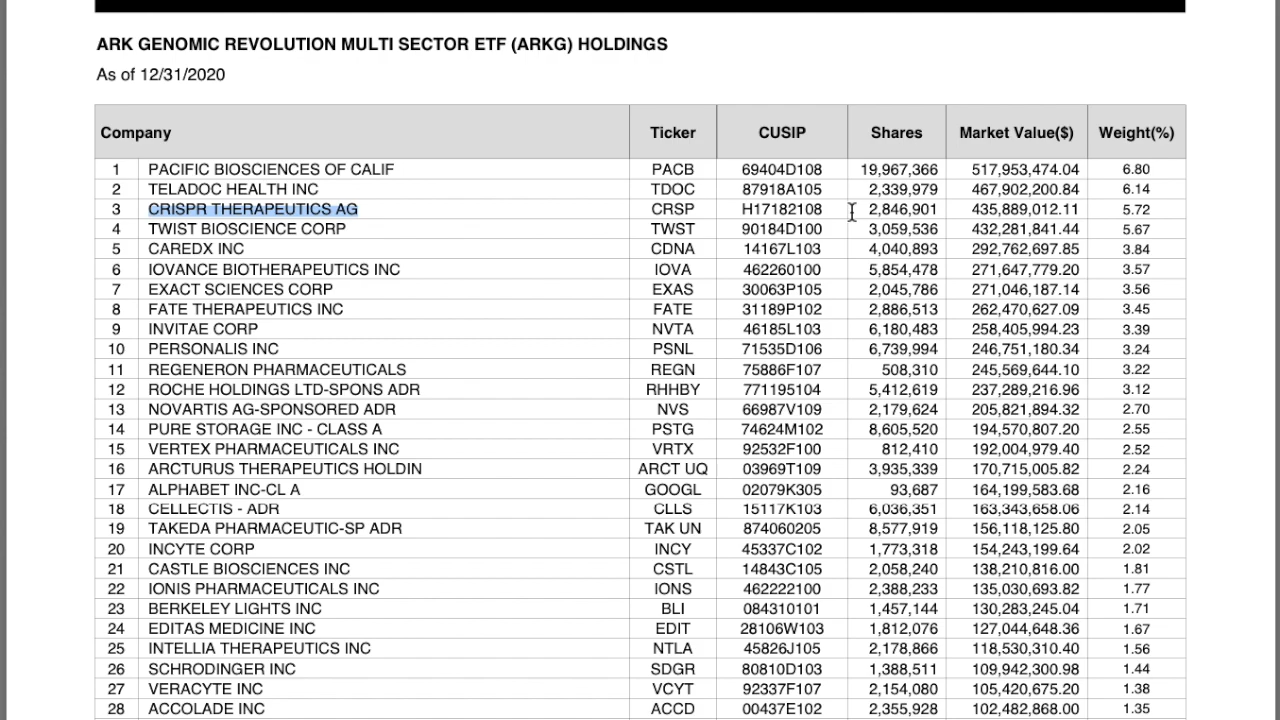 ARK GENOMIC REVOLUTION MULTI SECTOR ETF (ARKG) HOLDINGS
As of 12/31/2020
Company Ticker CUSIP Shares Market Value($) Weight(%)
1 PACIFIC BIOSCIENCES OF CALIF PACB 69404D108 19,967,366 517,953,474.04 6.80
2 TELADOC HEALTH INC TDOC 87918A105 2,339,979 467,902,200.84 6.14
3 CRISPR THERAPEUTICS AG CRSP H17182108 2,846,901 435,889,012.11 5.72
4 TWIST BIOSCIENCE CORP TWST 90184D100 3,059,536 432,281,841.44 5.67
5 CAREDX INC CDNA 14167L103 4,040,893 292,762,697.85 3.84
6 IOVANCE BIOTHERAPEUTICS INC IOVA 462260100 5,854,478 271,647,779.20 3.57
7 EXACT SCIENCES CORP EXAS 30063P105 2,045,786 271,046,187.14 3.56
8 FATE THERAPEUTICS INC FATE 31189P102 2,886,513 262,470,627.09 3.45
9 INVITAE CORP NVTA 46185L103 6,180,483 258,405,994.23 3.39
10 PERSONALIS INC PSNL 71535D106 6,739,994 246,751,180.34 3.24
11 REGENERON PHARMACEUTICALS REGN 75886F107 508,310 245,569,644.10 3.22
12 ROCHE HOLDINGS LTD-SPONS ADR RHHBY 771195104 5,412,619 237,289,216.96 3.12
13 NOVARTIS AG-SPONSORED ADR NVS 66987V109 2,179,624 205,821,894.32 2.70
14 PURE STORAGE INC - CLASS A PSTG 74624M102 8,605,520 194,570,807.20 2.55
15 VERTEX PHARMACEUTICALS INC VRTX 92532F100 812,410 192,004,979.40 2.52
16 ARCTURUS THERAPEUTICS HOLDIN ARCT UQ 03969T109 3,935,339 170,715,005.82 2.24
17 ALPHABET INC-CL A GOOGL 02079K305 93,687 164,199,583.68 2.16
18 CELLECTIS - ADR CLLS 15117K103 6,036,351 163,343,658.06 2.14
19 TAKEDA PHARMACEUTIC-SP ADR TAK UN 874060205 8,577,919 156,118,125.80 2.05
20 INCYTE CORP INCY 45337C102 1,773,318 154,243,199.64 2.02
21 CASTLE BIOSCIENCES INC CSTL 14843C105 2,058,240 138,210,816.00 1.81
22 IONIS PHARMACEUTICALS INC IONS 462222100 2,388,233 135,030,693.82 1.77
23 BERKELEY LIGHTS INC BLI 084310101 1,457,144 130,283,245.04 1.71
24 EDITAS MEDICINE INC EDIT 28106W103 1,812,076 127,044,648.36 1.67
25 INTELLIA THERAPEUTICS INC NTLA 45826J105 2,178,866 118,530,310.40 1.56
26 SCHRODINGER INC SDGR 80810D103 1,388,511 109,942,300.98 1.44
27 VERACYTE INC VCYT 92337F107 2,154,080 105,420,675.20 1.38
28 ACCOLADE INC ACCD 00437E102 2,355,928 102,482,868.00 1.35